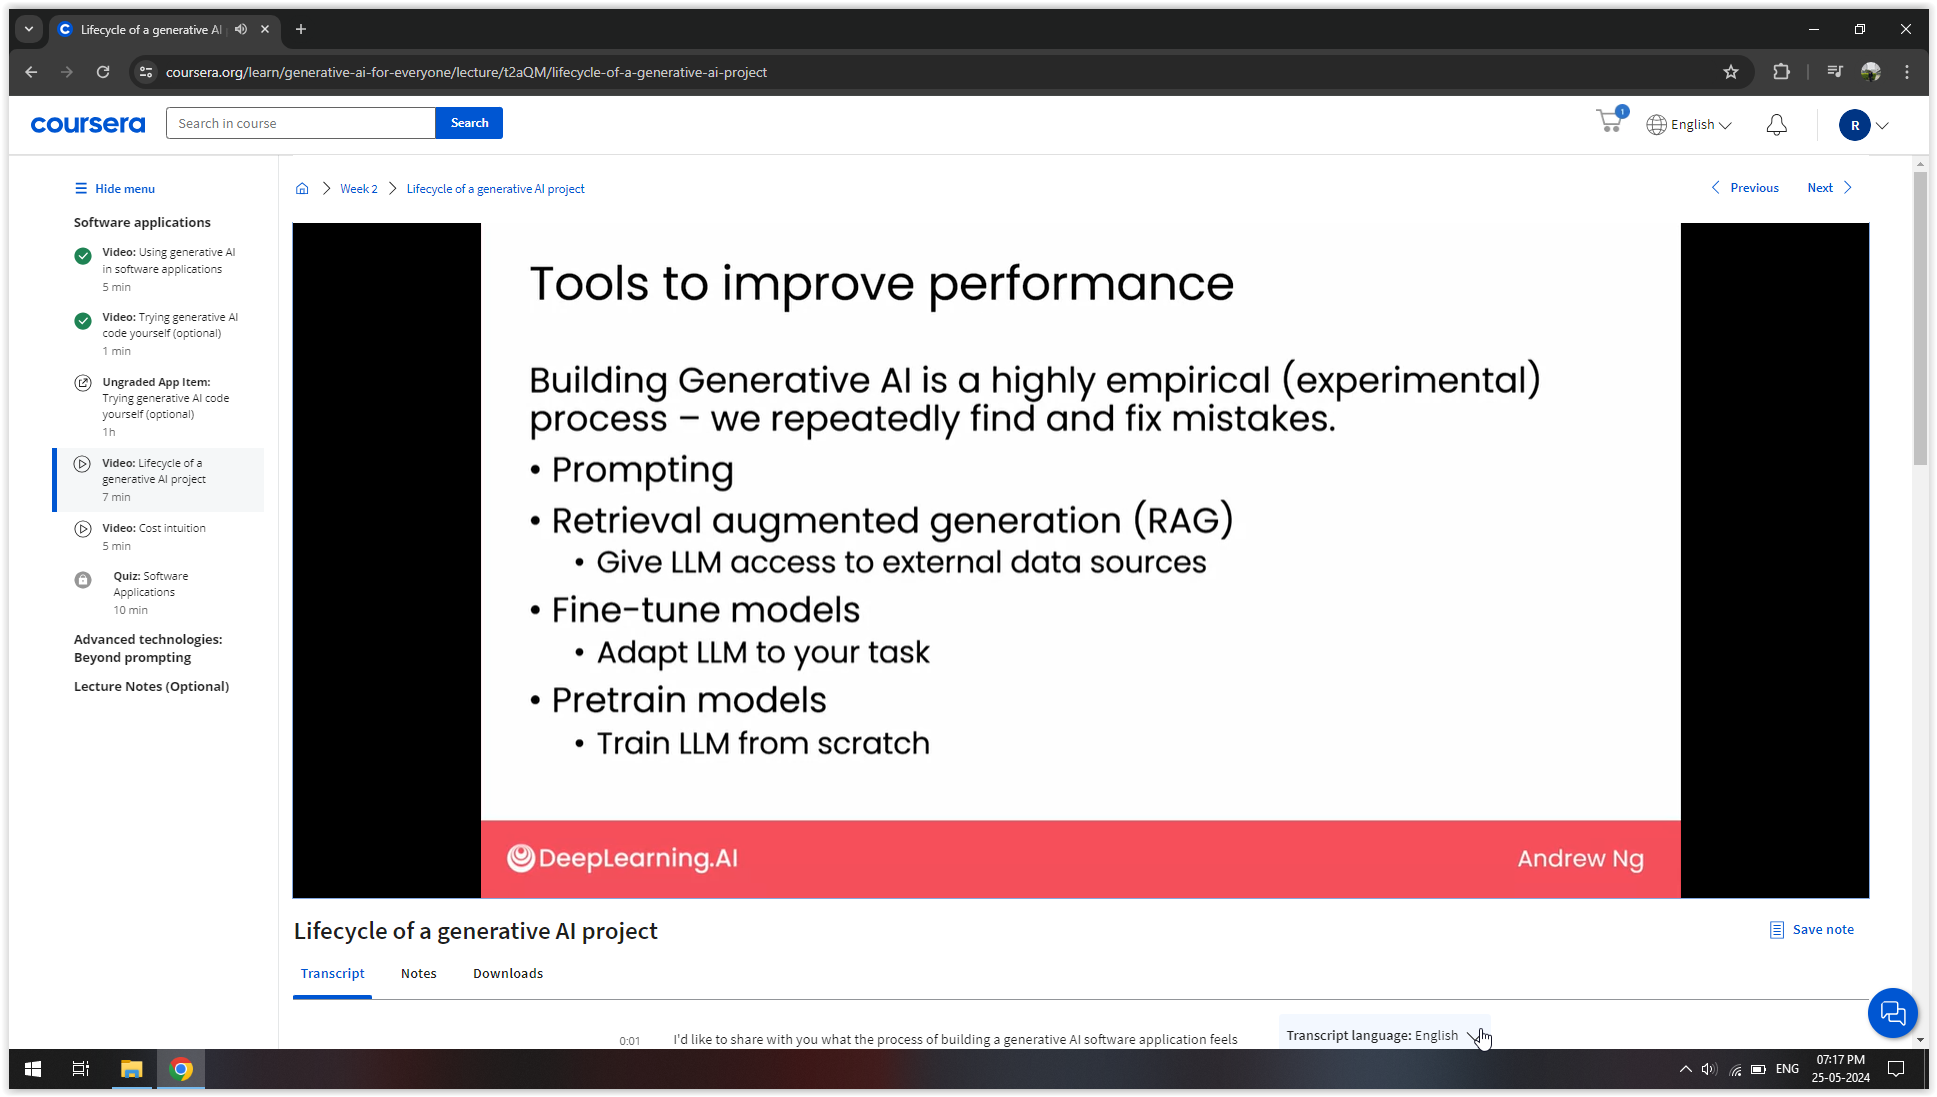 Lifecycle of a generative AI
coursera.org/learn/generative-ai-for-everyone/lecture/t2aQM/lifecycle-of-a-generative-ai-project
coursera
Search in course
Search
1
English
R
Hide menu
Week 2
Lifecycle of a generative AI project
Previous
Next
Software applications
Video: Using generative AI
in software applications
5 min
Video: Trying generative AI
code yourself (optional)
1 min
Ungraded App Item:
Trying generative AI code
yourself (optional)
1h
Video: Lifecycle of a
generative AI project
7 min
Video: Cost intuition
5 min
Quiz: Software
Applications
10 min
Advanced technologies:
Beyond prompting
Lecture Notes (Optional)
Tools to improve performance
Building Generative AI is a highly empirical (experimental)
process – we repeatedly find and fix mistakes.
• Prompting
• Retrieval augmented generation (RAG)
• Give LLM access to external data sources
• Fine-tune models
• Adapt LLM to your task
• Pretrain models
• Train LLM from scratch
DeepLearning.AI
Andrew Ng
Lifecycle of a generative AI project
Save note
Transcript
Notes
Downloads
0:01
I'd like to share with you what the process of building a generative AI software application feels
Transcript language: English
ENG
07:17 PM
25-05-2024